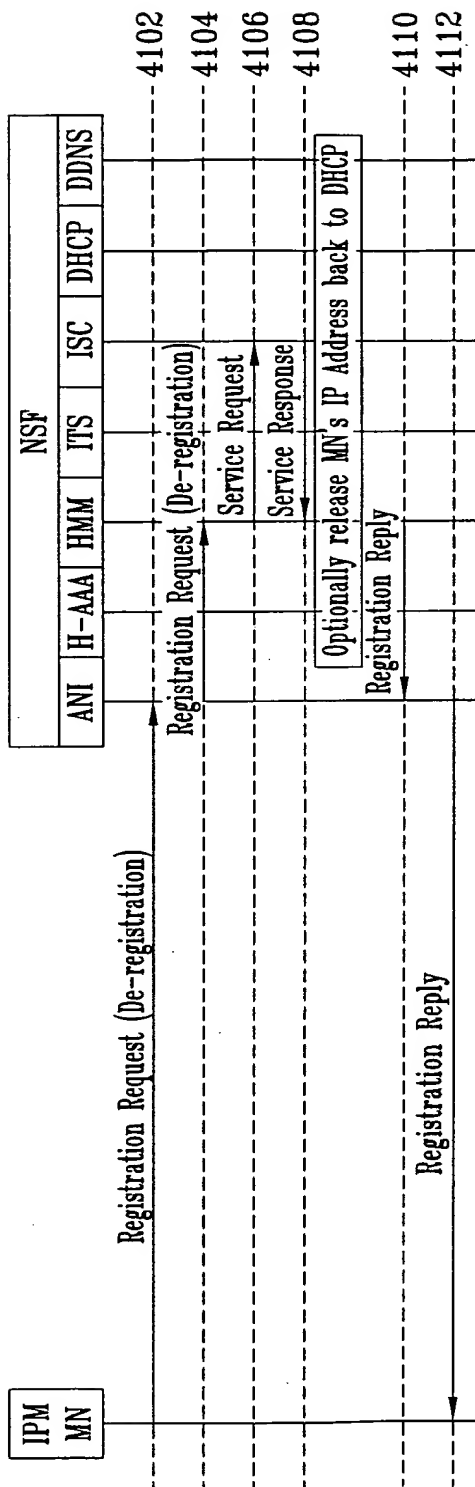 IPM
MN
NSF
ANI H-AAA HMM ITS ISC DHCP DDNS
Registration Request (De-registration)
4102
Registration Request (De-registration)
4104
Service Request
4106
Service Response
4108
Optionally release MN's IP Address back to DHCP
Registration Reply
4110
Registration Reply
4112